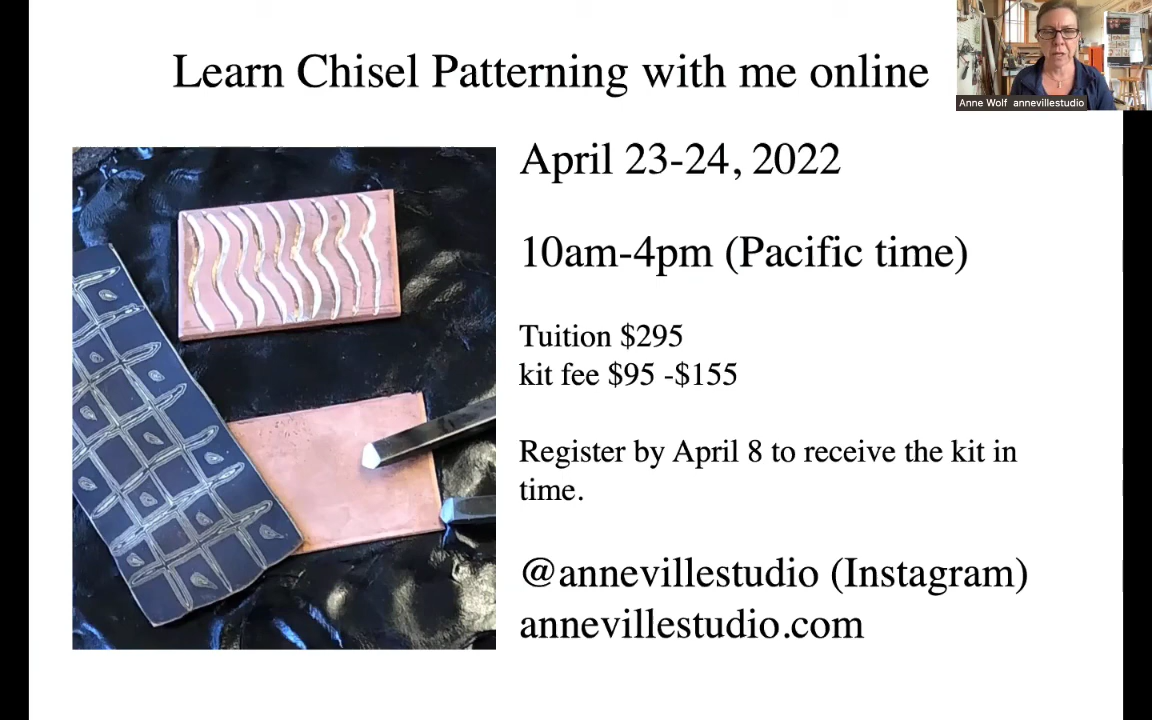 Learn Chisel Patterning with me online
Anne Wolf annevillestudio
April 23-24, 2022
10am-4pm (Pacific time)
Tuition $295
kit fee $95 -$155
Register by April 8 to receive the kit in
time.
@annevillestudio (Instagram)
annevillestudio.com